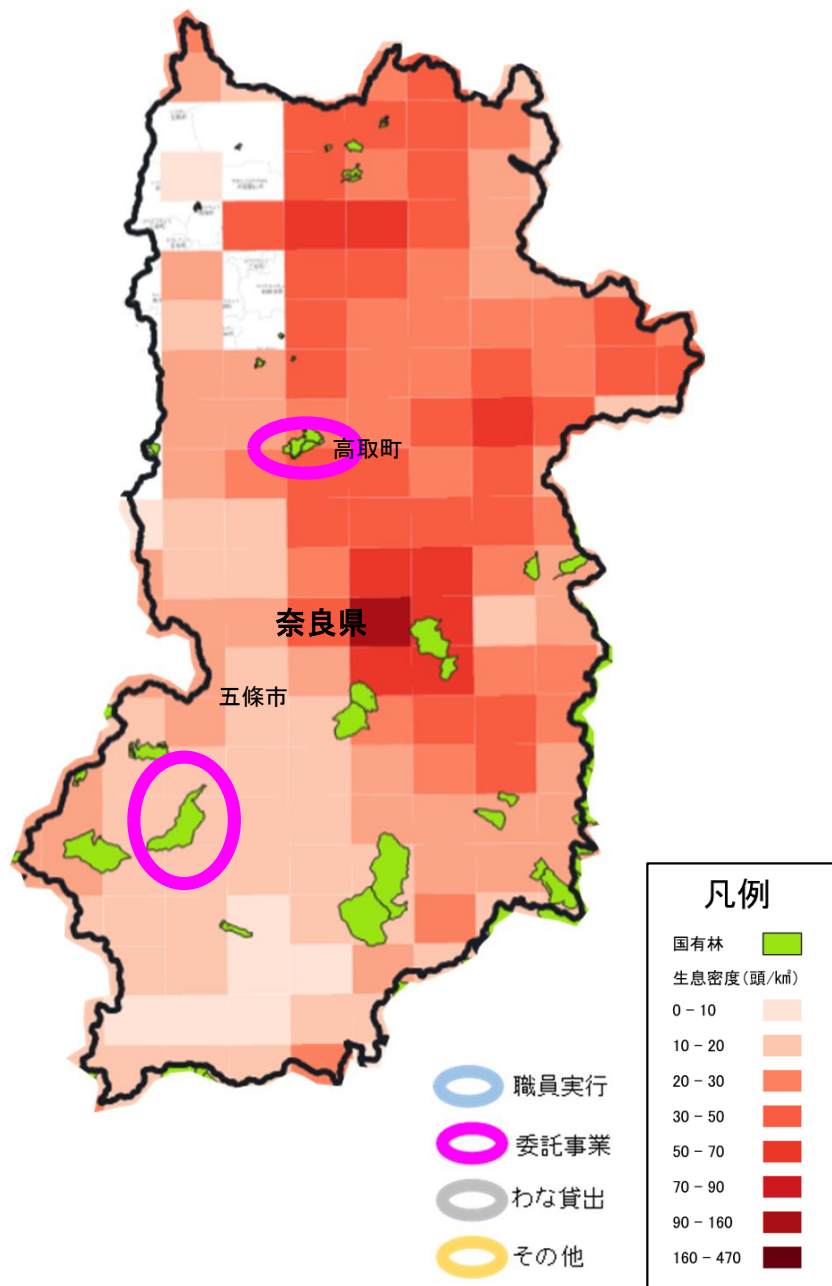 高取町
奈良県
五條市
凡例
国有林
生息密度(頭/㎢)
0-10
10-20
20-30
30-50
50-70
70-90
90-160
160-470
職員実行
委託事業
わな貸出
その他